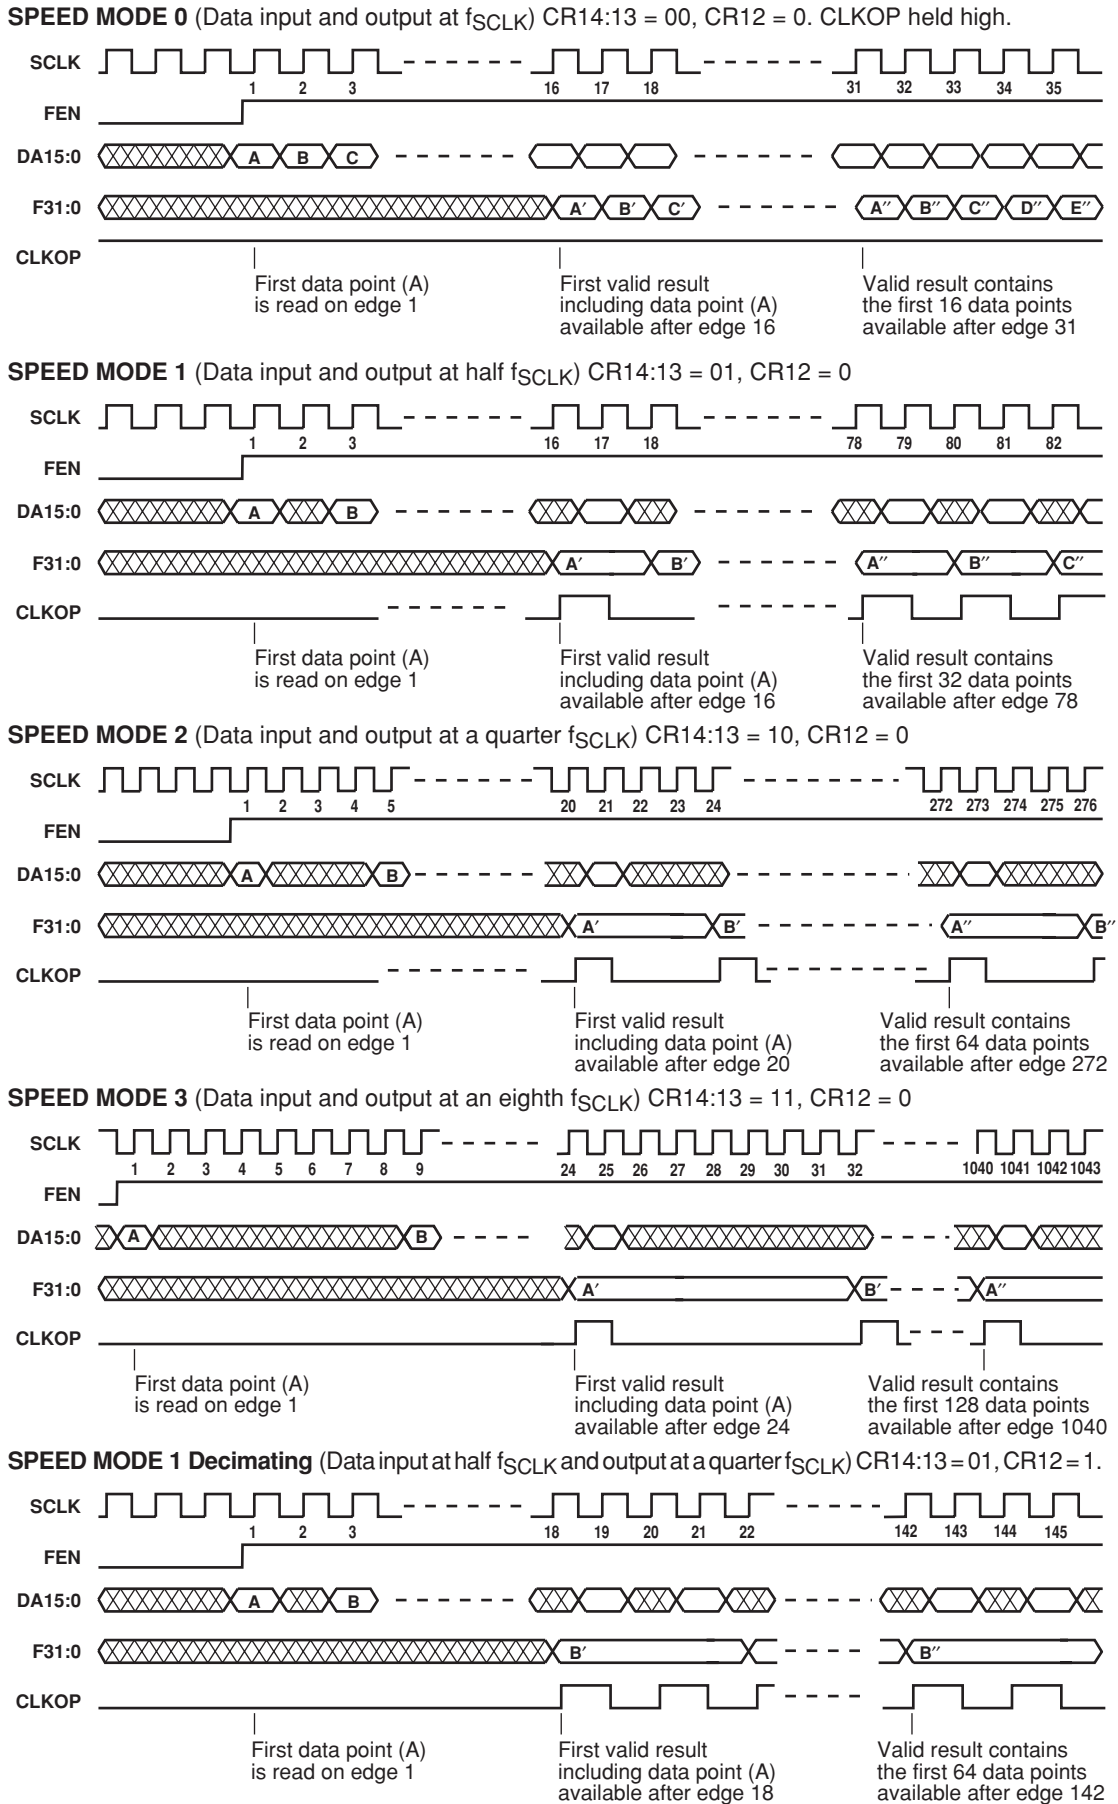 SPEED MODE 0 (Data input and output at fSCLK) CR14:13 = 00, CR12 = 0. CLKOP held high.
SCLK
1 2 3 16 17 18 31 32 33 34 35
FEN
DA15:0 A B C
F31:0 A′ B′ C′ A″ B″ C″ D″ E″
CLKOP
First data point (A)
is read on edge 1
First valid result
including data point (A)
available after edge 16
Valid result contains
the first 16 data points
available after edge 31
SPEED MODE 1 (Data input and output at half fSCLK) CR14:13 = 01, CR12 = 0
SCLK
1 2 3 16 17 18 78 79 80 81 82
FEN
DA15:0 A B
F31:0 A′ B′ A″ B″ C″
CLKOP
First data point (A)
is read on edge 1
First valid result
including data point (A)
available after edge 16
Valid result contains
the first 32 data points
available after edge 78
SPEED MODE 2 (Data input and output at a quarter fSCLK) CR14:13 = 10, CR12 = 0
SCLK
1 2 3 4 5 20 21 22 23 24 272 273 274 275 276
FEN
DA15:0 A B
F31:0 A′ B′ A″ B″
CLKOP
First data point (A)
is read on edge 1
First valid result
including data point (A)
available after edge 20
Valid result contains
the first 64 data points
available after edge 272
SPEED MODE 3 (Data input and output at an eighth fSCLK) CR14:13 = 11, CR12 = 0
SCLK
1 2 3 4 5 6 7 8 9 24 25 26 27 28 29 30 31 32 1040 1041 1042 1043
FEN
DA15:0 A B
F31:0 A′ B′ A″
CLKOP
First data point (A)
is read on edge 1
First valid result
including data point (A)
available after edge 24
Valid result contains
the first 128 data points
available after edge 1040
SPEED MODE 1 Decimating (Data input at half fSCLK and output at a quarter fSCLK) CR14:13 = 01, CR12 = 1.
SCLK
1 2 3 18 19 20 21 22 142 143 144 145
FEN
DA15:0 A B
F31:0 B′ B″
CLKOP
First data point (A)
is read on edge 1
First valid result
including data point (A)
available after edge 18
Valid result contains
the first 64 data points
available after edge 142